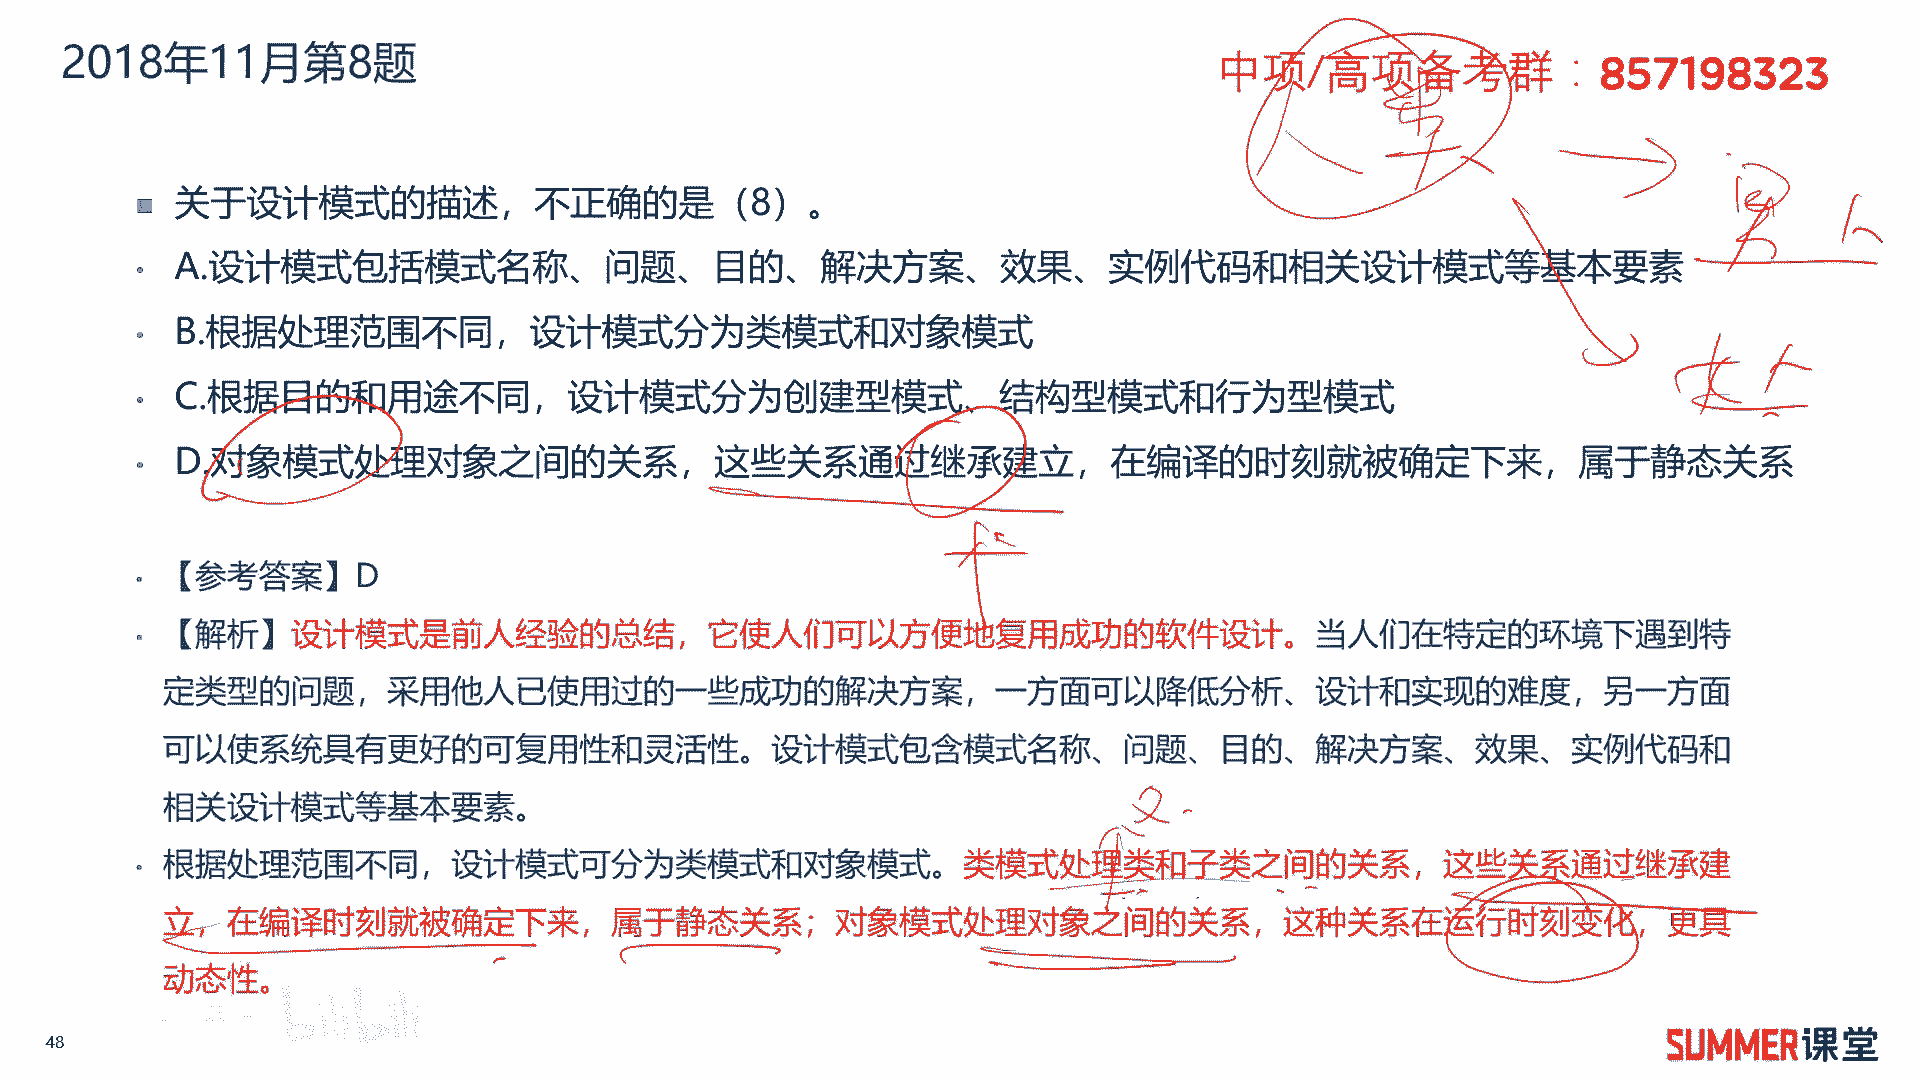 2018年11月第8题
中项/高项备考群：857198323
人类
男人
女人
关于设计模式的描述，不正确的是（8）。
A.设计模式包括模式名称、问题、目的、解决方案、效果、实例代码和相关设计模式等基本要素
B.根据处理范围不同，设计模式分为类模式和对象模式
C.根据目的和用途不同，设计模式分为创建型模式、结构型模式和行为型模式
D.对象模式处理对象之间的关系，这些关系通过继承建立，在编译的时刻就被确定下来，属于静态关系
【参考答案】D
【解析】设计模式是前人经验的总结，它使人们可以方便地复用成功的软件设计。当人们在特定的环境下遇到特
定类型的问题，采用他人已使用过的一些成功的解决方案，一方面可以降低分析、设计和实现的难度，另一方面
可以使系统具有更好的可复用性和灵活性。设计模式包含模式名称、问题、目的、解决方案、效果、实例代码和
相关设计模式等基本要素。
根据处理范围不同，设计模式可分为类模式和对象模式。类模式处理类和子类之间的关系，这些关系通过继承建
立，在编译时刻就被确定下来，属于静态关系；对象模式处理对象之间的关系，这种关系在运行时刻变化，更具
动态性。
48
SUMMER课堂